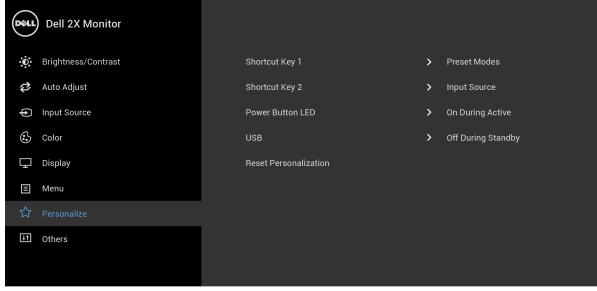 DELL Dell 2X Monitor
Brightness/Contrast
Auto Adjust
Input Source
Color
Display
Menu
Personalize
Others
Shortcut Key 1 > Preset Modes
Shortcut Key 2 > Input Source
Power Button LED > On During Active
USB > Off During Standby
Reset Personalization